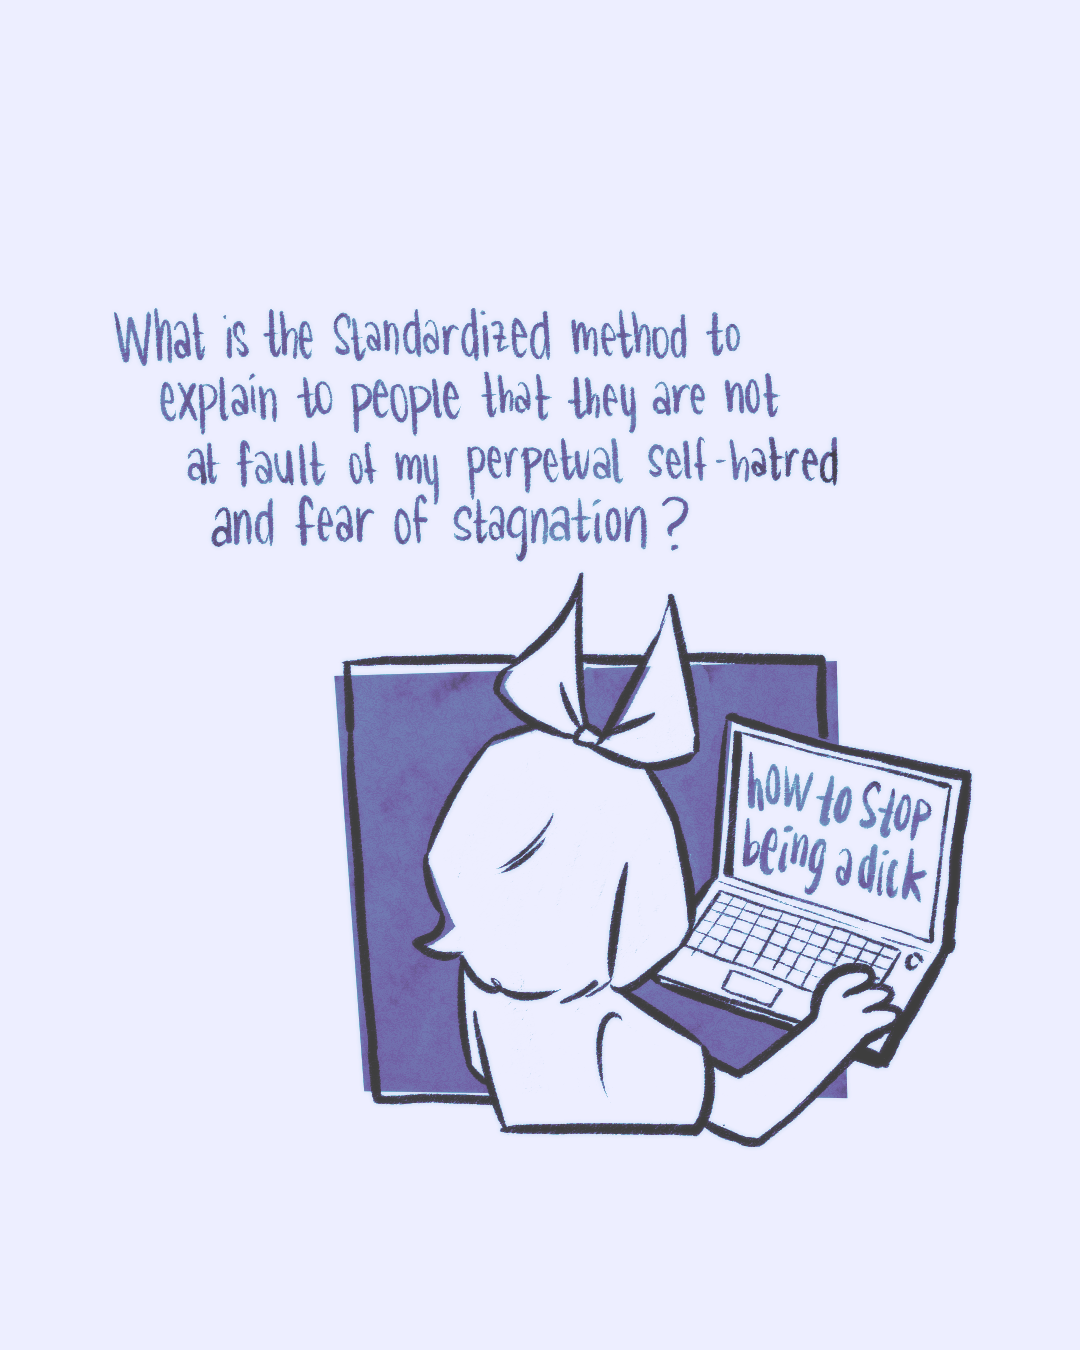 What is the standardized method to
explain to people that they are not
at fault of my perpetual self-hatred
and fear of stagnation?
how to stop
being a dick